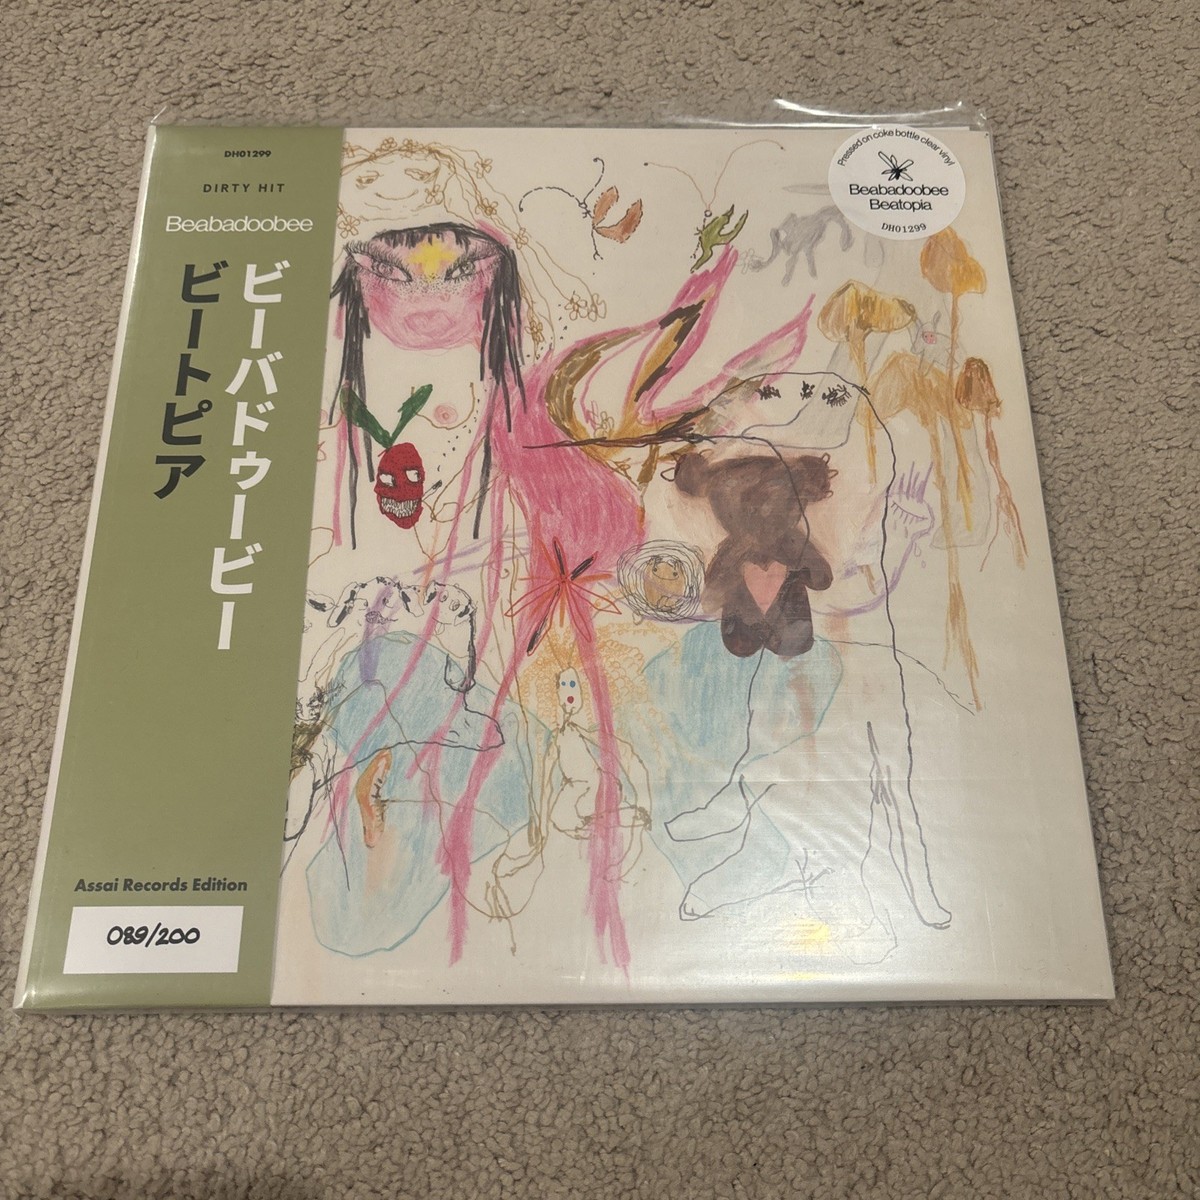 DH01299
DIRTY HIT
Beabadoobee
ビーバドゥービー
ビートピア
Assai Records Edition
089/200
Pressed on coke bottle clear vinyl
Beabadoobee
Beatopia
DH01299